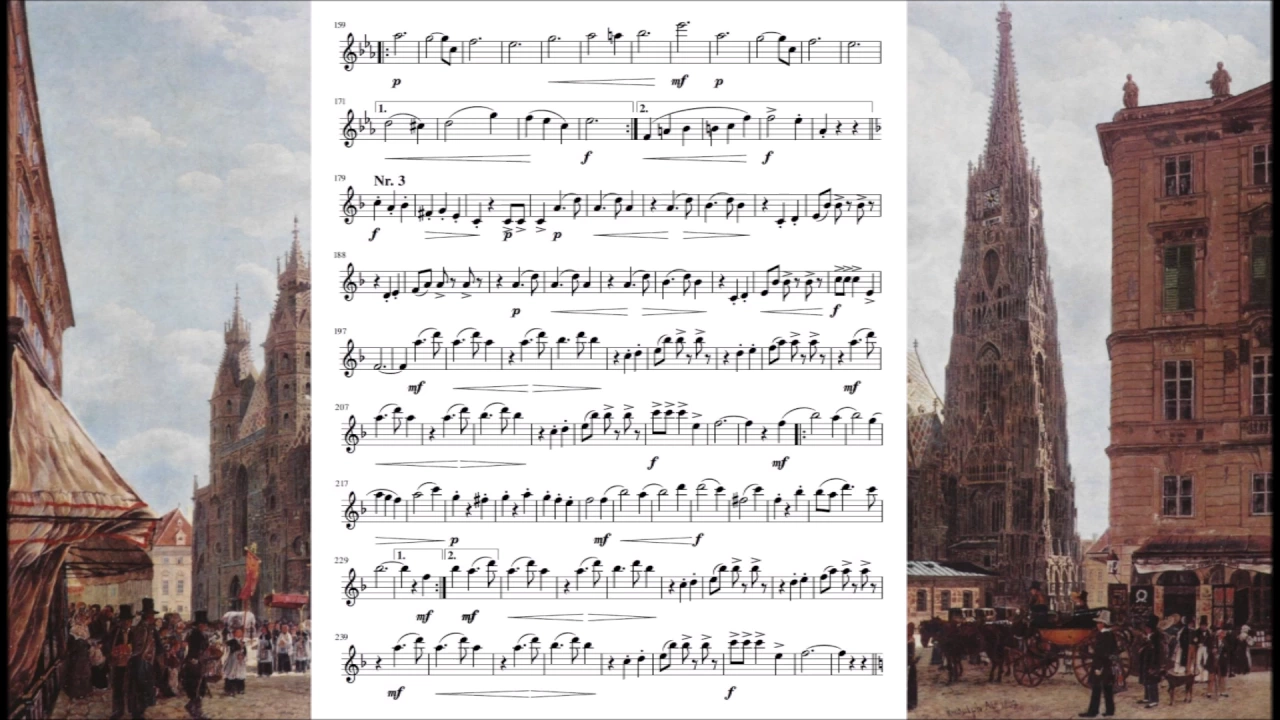 159
p mf p
171
1. 2.
f f
179
Nr. 3
f p p
188
p f
197
mf mf
207
f mf
217
p mf f
229
1. 2.
mf mf
239
mf f